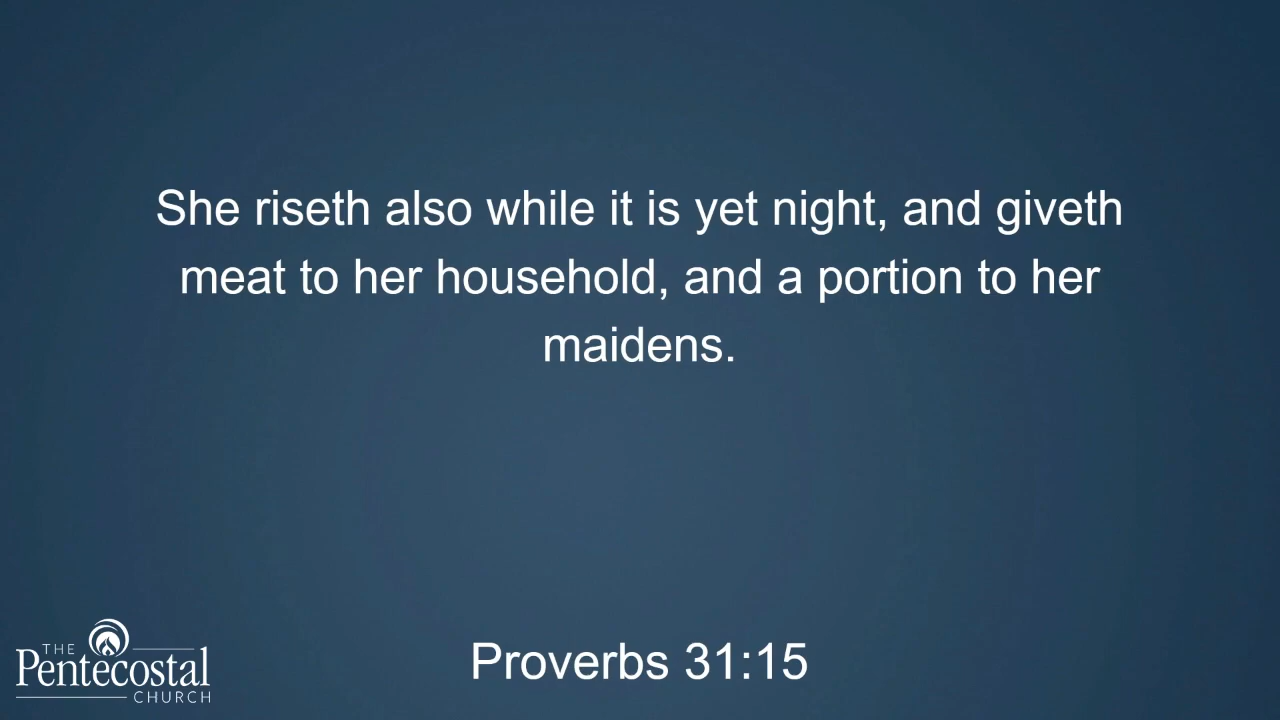 She riseth also while it is yet night, and giveth
meat to her household, and a portion to her
maidens.
Proverbs 31:15
THE
Pentecostal
CHURCH